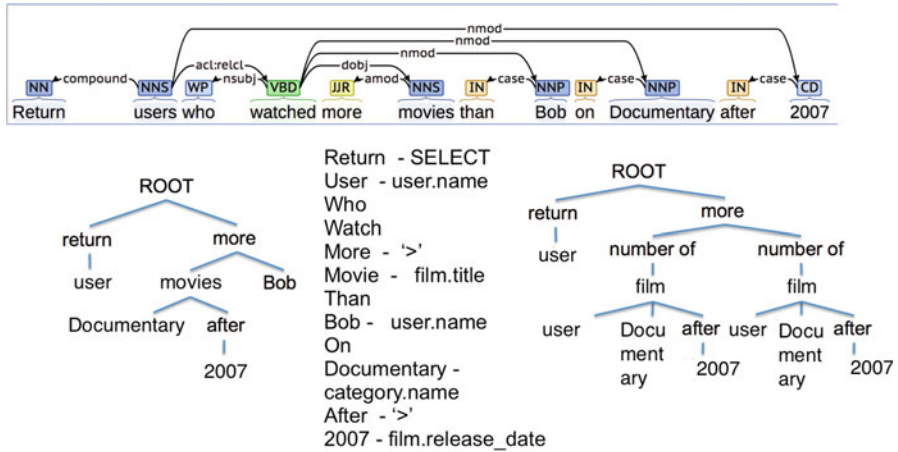 nmod
nmod
nmod
acl:relcl dobj
NN compound NNS WP nsubj VBD JJR amod NNS IN case NNP IN case NNP IN case CD
Return users who watched more movies than Bob on Documentary after 2007
ROOT
return more
user movies Bob
Documentary after
2007
Return - SELECT
User - user.name
Who
Watch
More - ‘>’
Movie - film.title
Than
Bob - user.name
On
Documentary -
category.name
After - ‘>’
2007 - film.release_date
ROOT
return more
user number of number of
film film
user Docu after user Docu after
ment ment
ary 2007 ary 2007